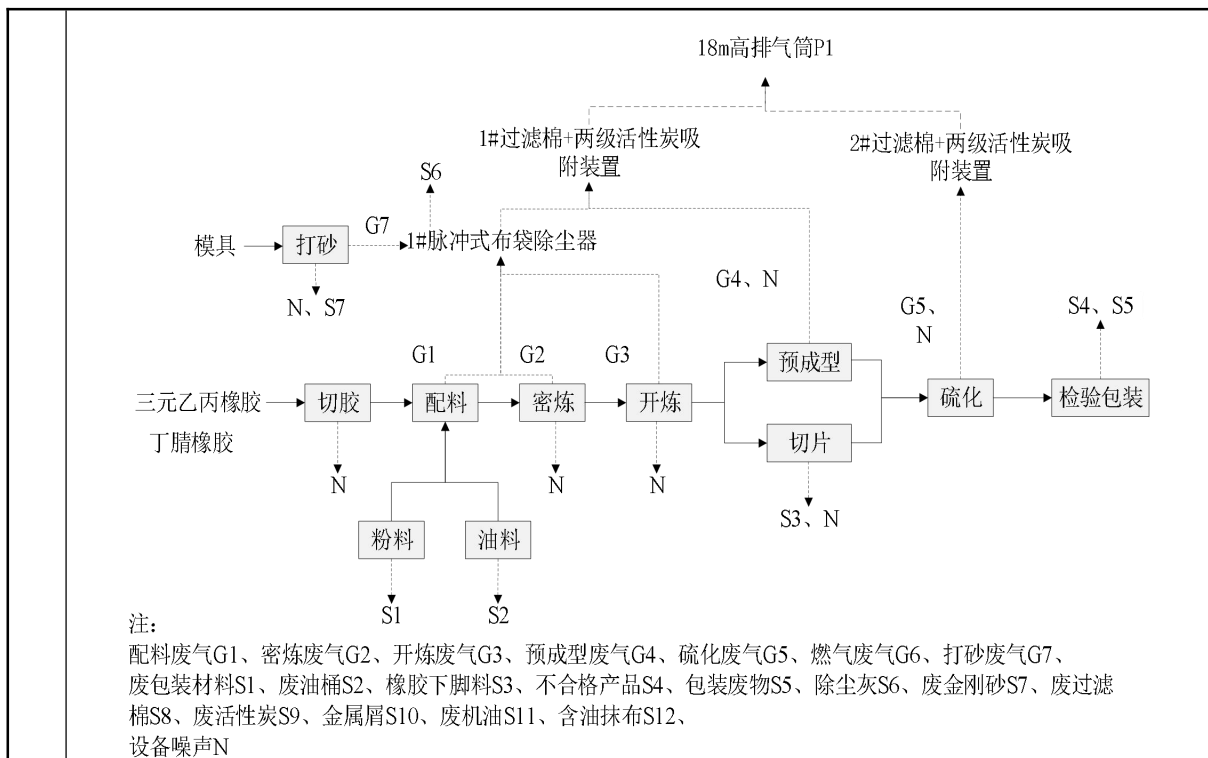 18m高排气筒P1
1#过滤棉+两级活性炭吸
附装置
2#过滤棉+两级活性炭吸
附装置
S6
G7
模具
打砂
1#脉冲式布袋除尘器
N、S7
G4、N
G5、
N
S4、S5
G1
G2
G3
预成型
三元乙丙橡胶
丁腈橡胶
切胶
配料
密炼
开炼
硫化
检验包装
切片
N
N
N
S3、N
粉料
油料
S1
S2
注：
配料废气G1、密炼废气G2、开炼废气G3、预成型废气G4、硫化废气G5、燃气废气G6、打砂废气G7、
废包装材料S1、废油桶S2、橡胶下脚料S3、不合格产品S4、包装废物S5、除尘灰S6、废金刚砂S7、废过滤
棉S8、废活性炭S9、金属屑S10、废机油S11、含油抹布S12、
设备噪声N